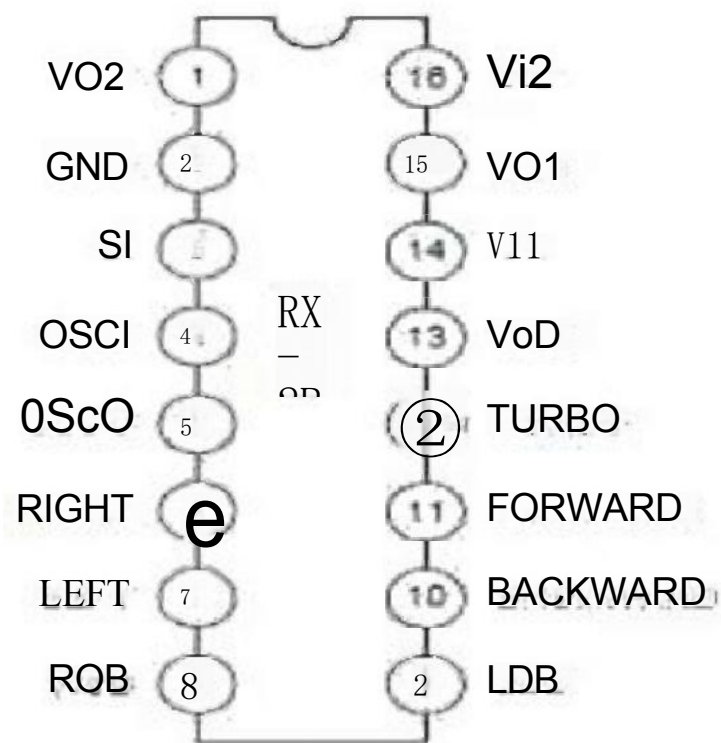 VO2 1 16 Vi2
GND 2 15 VO1
SI 14 V11
OSCI 4 13 VoD
RX
–
0ScO 5 ② TURBO
RIGHT e 11 FORWARD
LEFT 7 10 BACKWARD
ROB 8 2 LDB